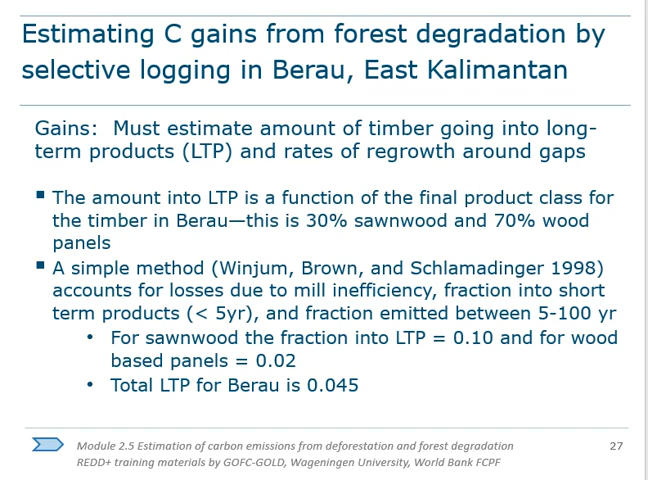 Estimating C gains from forest degradation by
selective logging in Berau, East Kalimantan
Gains:  Must estimate amount of timber going into long-
term products (LTP) and rates of regrowth around gaps
▪ The amount into LTP is a function of the final product class for
the timber in Berau—this is 30% sawnwood and 70% wood
panels
▪ A simple method (Winjum, Brown, and Schlamadinger 1998)
accounts for losses due to mill inefficiency, fraction into short
term products (< 5yr), and fraction emitted between 5-100 yr
• For sawnwood the fraction into LTP = 0.10 and for wood
based panels = 0.02
• Total LTP for Berau is 0.045
Module 2.5 Estimation of carbon emissions from deforestation and forest degradation
REDD+ training materials by GOFC-GOLD, Wageningen University, World Bank FCPF
27